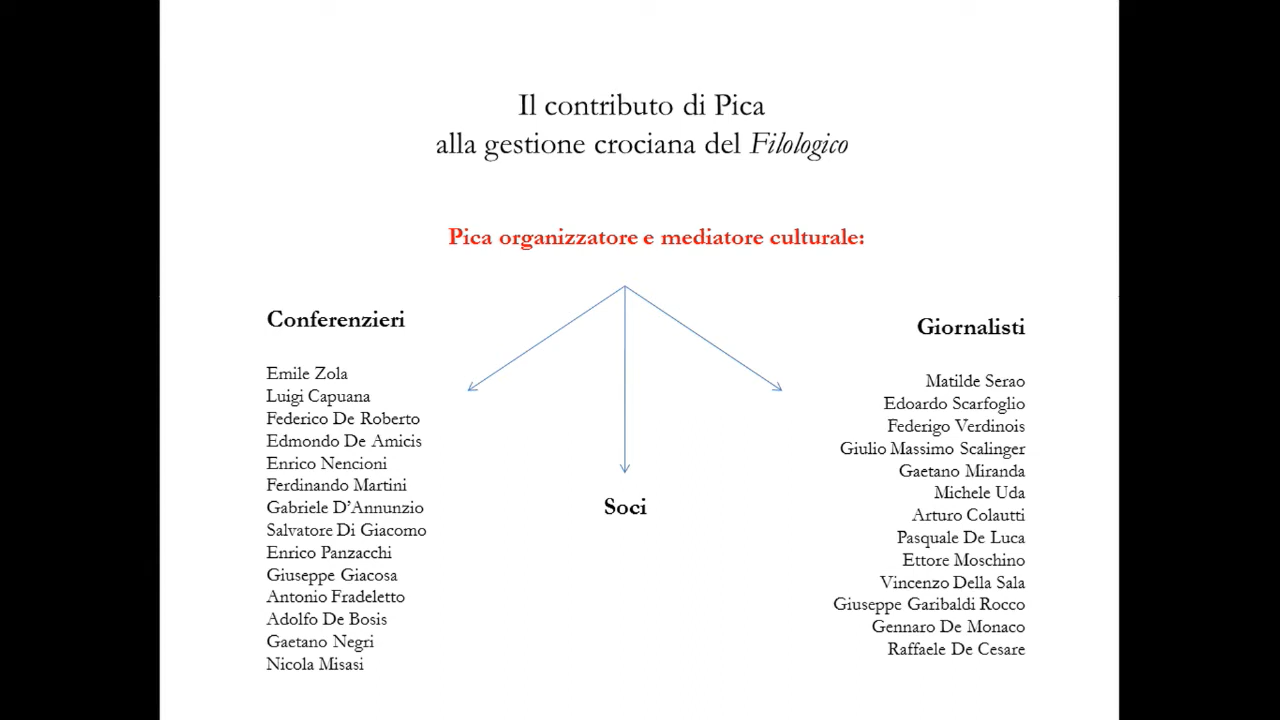 Il contributo di Pica
alla gestione crociana del Filologico
Pica organizzatore e mediatore culturale:
Conferenzieri
Emile Zola
Luigi Capuana
Federico De Roberto
Edmondo De Amicis
Enrico Nencioni
Ferdinando Martini
Gabriele D'Annunzio
Salvatore Di Giacomo
Enrico Panzacchi
Giuseppe Giacosa
Antonio Fradeletto
Adolfo De Bosis
Gaetano Negri
Nicola Misasi
Soci
Giornalisti
Matilde Serao
Edoardo Scarfoglio
Federigo Verdinois
Giulio Massimo Scalinger
Gaetano Miranda
Michele Uda
Arturo Colautti
Pasquale De Luca
Ettore Moschino
Vincenzo Della Sala
Giuseppe Garibaldi Rocco
Gennaro De Monaco
Raffaele De Cesare